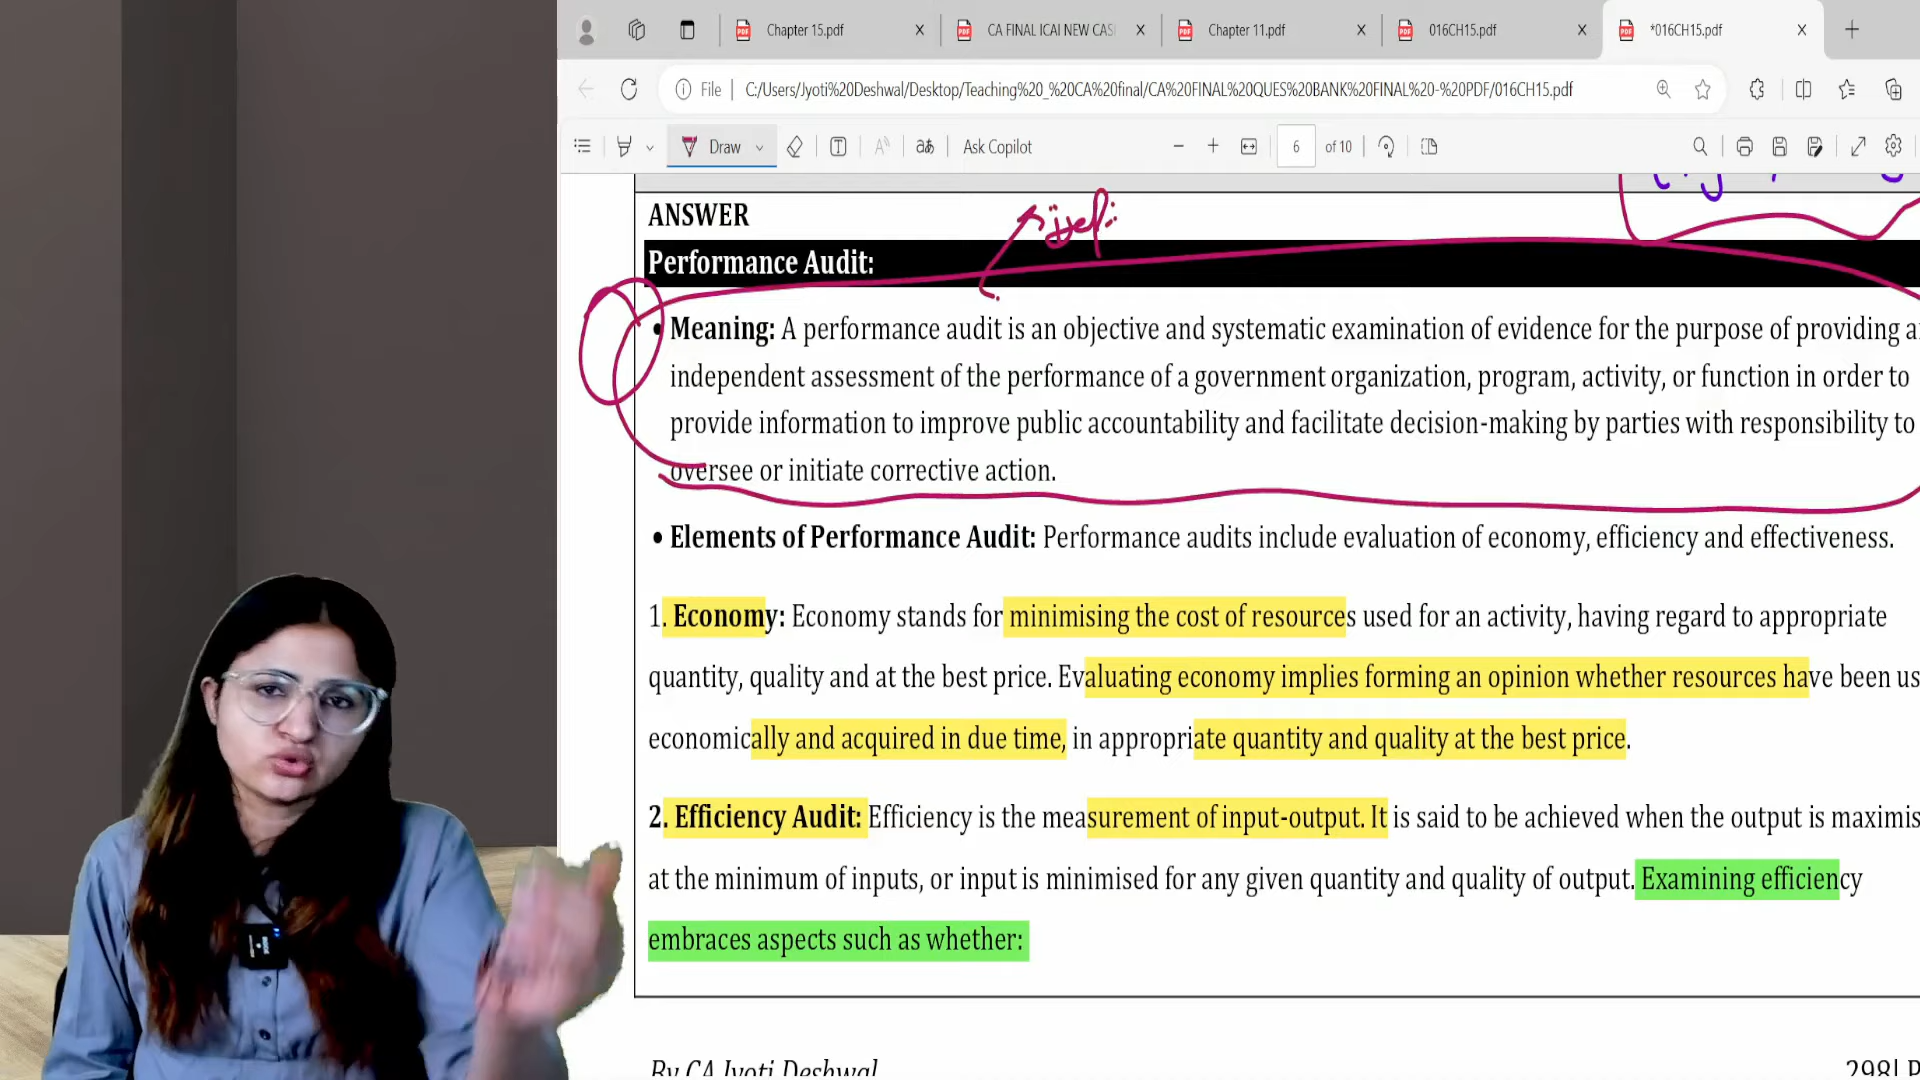 Chapter 15.pdf
CA FINAL ICAI NEW CAS
Chapter 11.pdf
016CH15.pdf
*016CH15.pdf
File
C:/Users/Jyoti%20Deshwal/Desktop/Teaching%20_%20CA%20final/CA%20FINAL%20QUES%20BANK%20FINAL%20-%20PDF/016CH15.pdf
Draw
Ask Copilot
6 of 10
ANSWER
Performance Audit:
• Meaning: A performance audit is an objective and systematic examination of evidence for the purpose of providing
independent assessment of the performance of a government organization, program, activity, or function in order to
provide information to improve public accountability and facilitate decision-making by parties with responsibility to
oversee or initiate corrective action.
• Elements of Performance Audit: Performance audits include evaluation of economy, efficiency and effectiveness.
1. Economy: Economy stands for minimising the cost of resources used for an activity, having regard to appropriate
quantity, quality and at the best price. Evaluating economy implies forming an opinion whether resources have been us
economically and acquired in due time, in appropriate quantity and quality at the best price.
2. Efficiency Audit: Efficiency is the measurement of input-output. It is said to be achieved when the output is maximis
at the minimum of inputs, or input is minimised for any given quantity and quality of output. Examining efficiency
embraces aspects such as whether:
By CA Jyoti Deshwal
298| P